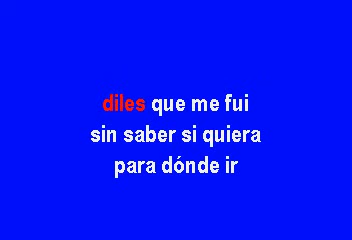 diles que me fui
sin saber si quiera
para dónde ir